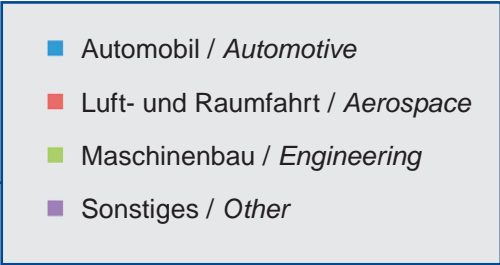 Automobil / Automotive
Luft- und Raumfahrt / Aerospace
Maschinenbau / Engineering
Sonstiges / Other